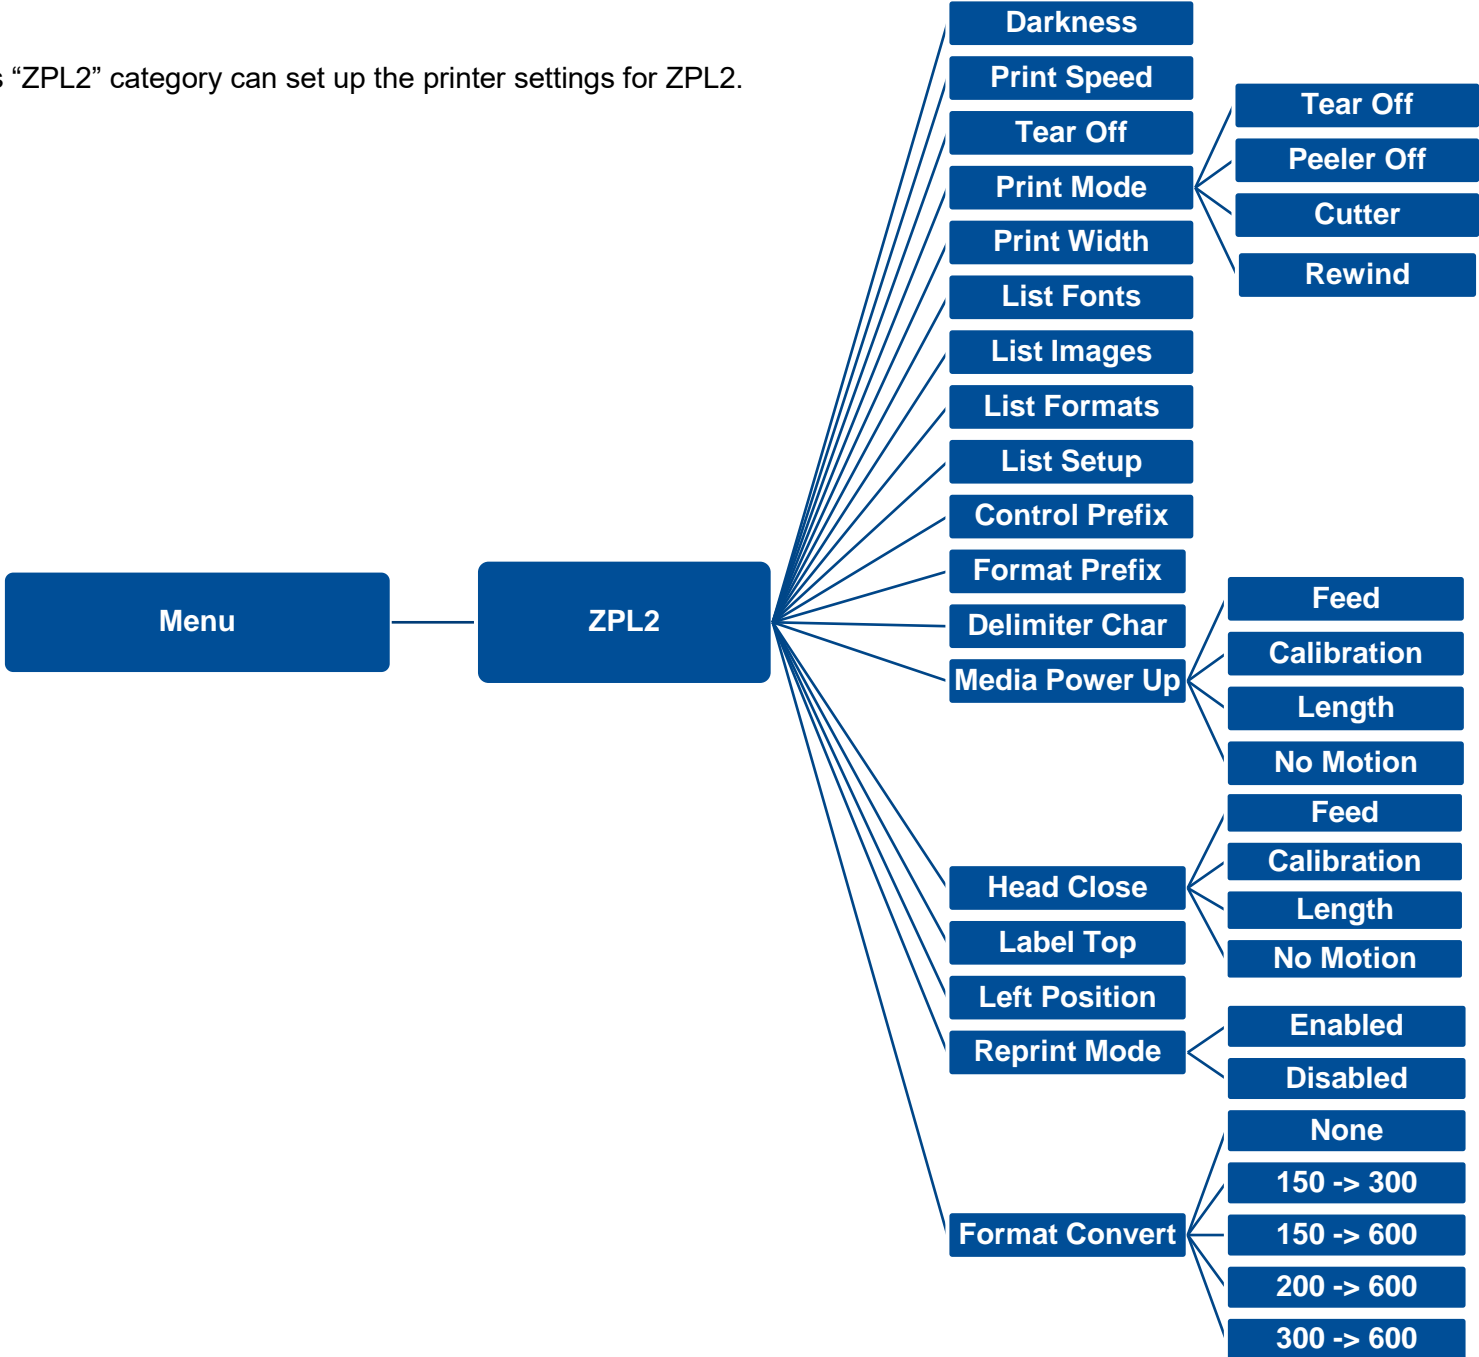 s “ZPL2” category can set up the printer settings for ZPL2.
Menu
ZPL2
Darkness
Print Speed
Tear Off
Print Mode
Tear Off
Peeler Off
Cutter
Rewind
Print Width
List Fonts
List Images
List Formats
List Setup
Control Prefix
Format Prefix
Delimiter Char
Media Power Up
Feed
Calibration
Length
No Motion
Head Close
Feed
Calibration
Length
No Motion
Label Top
Left Position
Reprint Mode
Enabled
Disabled
Format Convert
None
150 -> 300
150 -> 600
200 -> 600
300 -> 600